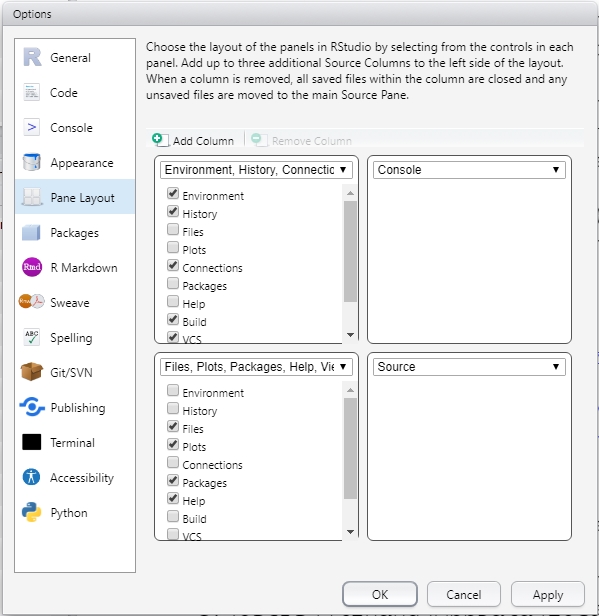 Options
R General
Code
> Console
Appearance
Pane Layout
Packages
Rmd R Markdown
Sweave
ABC Spelling
Git/SVN
Publishing
Terminal
Accessibility
Python
Choose the layout of the panels in RStudio by selecting from the controls in each
panel. Add up to three additional Source Columns to the left side of the layout.
When a column is removed, all saved files within the column are closed and any
unsaved files are moved to the main Source Pane.
Add Column Remove Column
Environment, History, Connectic
Environment
History
Files
Plots
Connections
Packages
Help
Build
VCS
Console
Files, Plots, Packages, Help, Vie
Environment
History
Files
Plots
Connections
Packages
Help
Build
VCS
Source
OK Cancel Apply